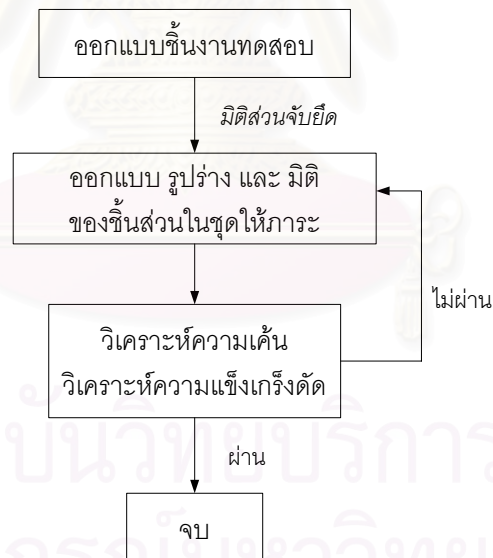 ออกแบบชิ้นงานทดสอบ
มิติส่วนจับยึด
ออกแบบ รูปร่าง และ มิติ
ของชิ้นส่วนในชุดให้ภาระ
ไม่ผ่าน
วิเคราะห์ความเค้น
วิเคราะห์ความแข็งเกร็งดัด
ผ่าน
จบ